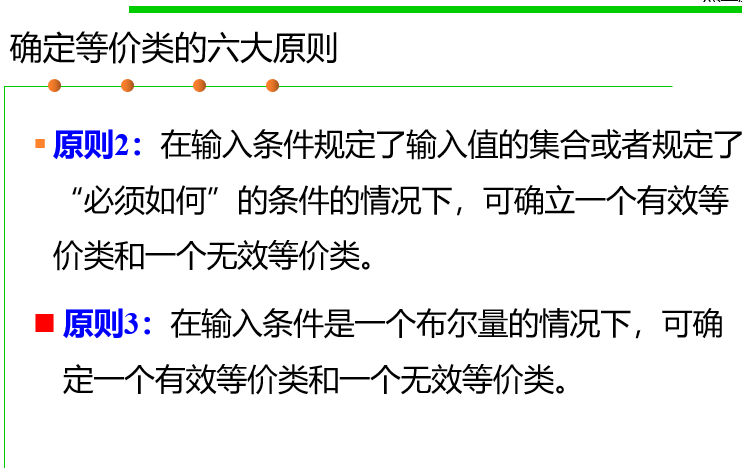 确定等价类的六大原则
原则2：在输入条件规定了输入值的集合或者规定了
“必须如何”的条件的情况下，可确立一个有效等
价类和一个无效等价类。
原则3：在输入条件是一个布尔量的情况下，可确
定一个有效等价类和一个无效等价类。